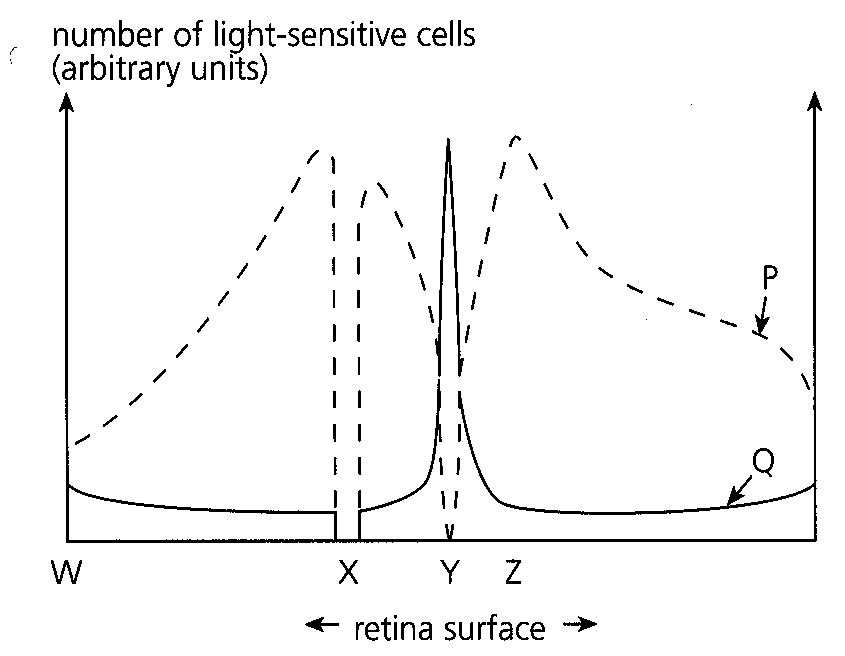 number of light-sensitive cells
(arbitrary units)
P
Q
W X Y Z
← retina surface →